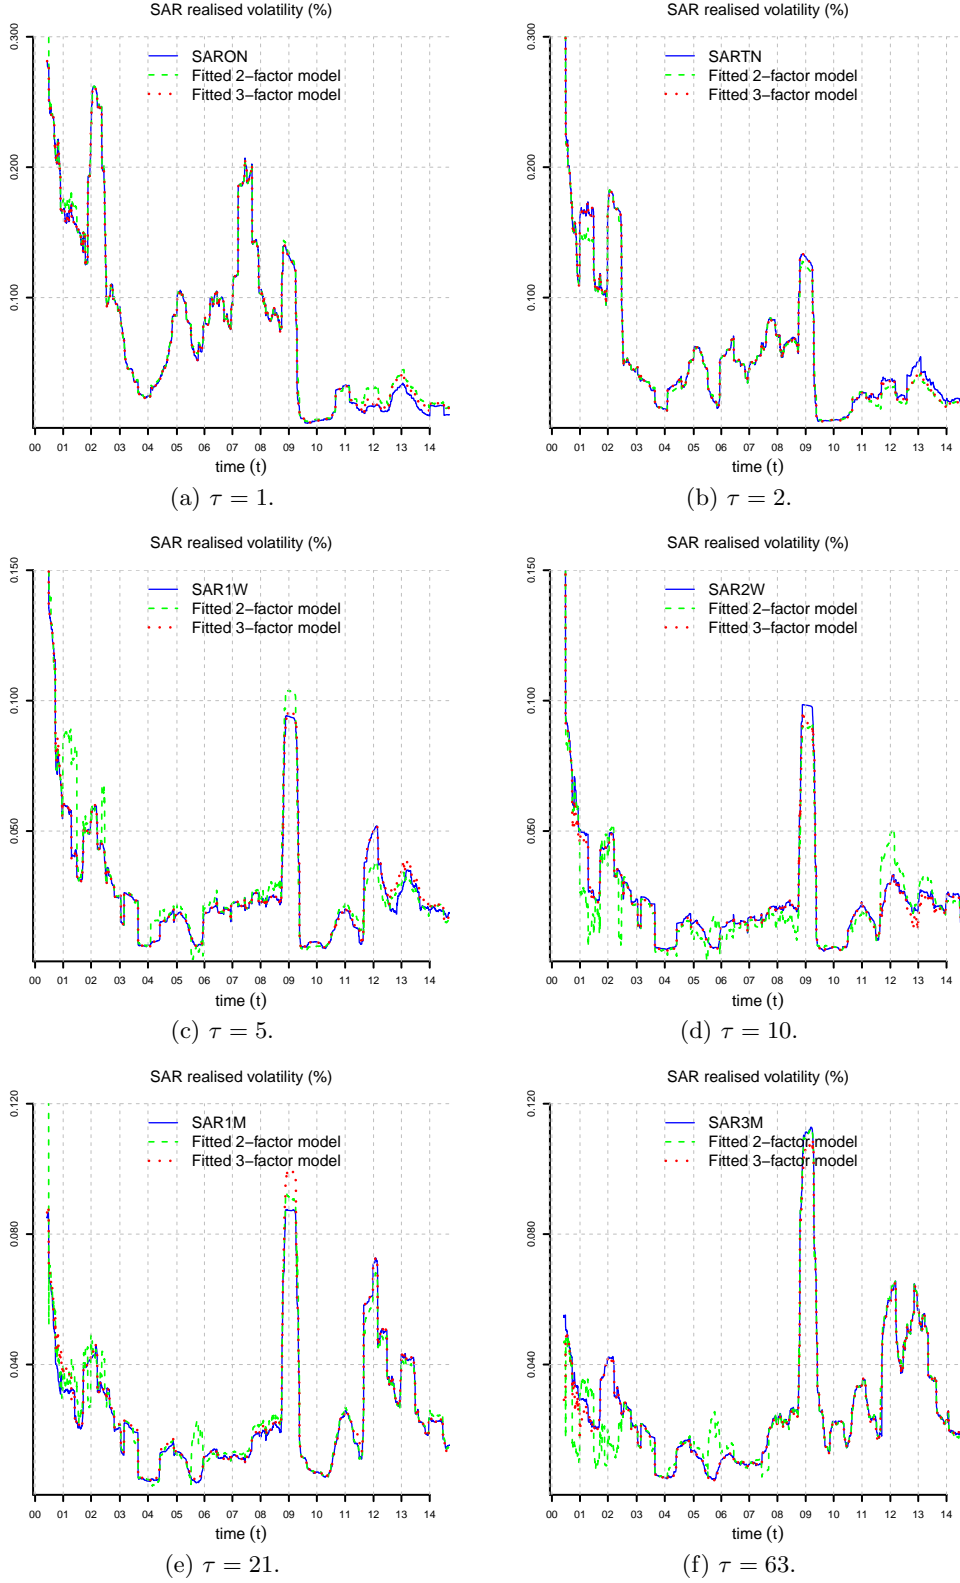 SAR realised volatility (%)
SARON
Fitted 2−factor model
Fitted 3−factor model
0.300
0.200
0.100
00 01 02 03 04 05 06 07 08 09 10 11 12 13 14
time (t)
(a) τ = 1.
SAR realised volatility (%)
SARTN
Fitted 2−factor model
Fitted 3−factor model
0.300
0.200
0.100
00 01 02 03 04 05 06 07 08 09 10 11 12 13 14
time (t)
(b) τ = 2.
SAR realised volatility (%)
SAR1W
Fitted 2−factor model
Fitted 3−factor model
0.150
0.100
0.050
00 01 02 03 04 05 06 07 08 09 10 11 12 13 14
time (t)
(c) τ = 5.
SAR realised volatility (%)
SAR2W
Fitted 2−factor model
Fitted 3−factor model
0.150
0.100
0.050
00 01 02 03 04 05 06 07 08 09 10 11 12 13 14
time (t)
(d) τ = 10.
SAR realised volatility (%)
SAR1M
Fitted 2−factor model
Fitted 3−factor model
0.120
0.080
0.040
00 01 02 03 04 05 06 07 08 09 10 11 12 13 14
time (t)
(e) τ = 21.
SAR realised volatility (%)
SAR3M
Fitted 2−factor model
Fitted 3−factor model
0.120
0.080
0.040
00 01 02 03 04 05 06 07 08 09 10 11 12 13 14
time (t)
(f) τ = 63.